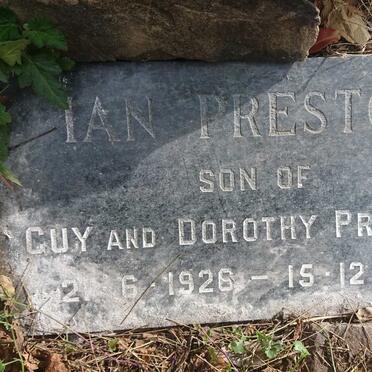 IAN PRESTO
SON OF
GUY AND DOROTHY PR
2. 6.1926 – 15.12